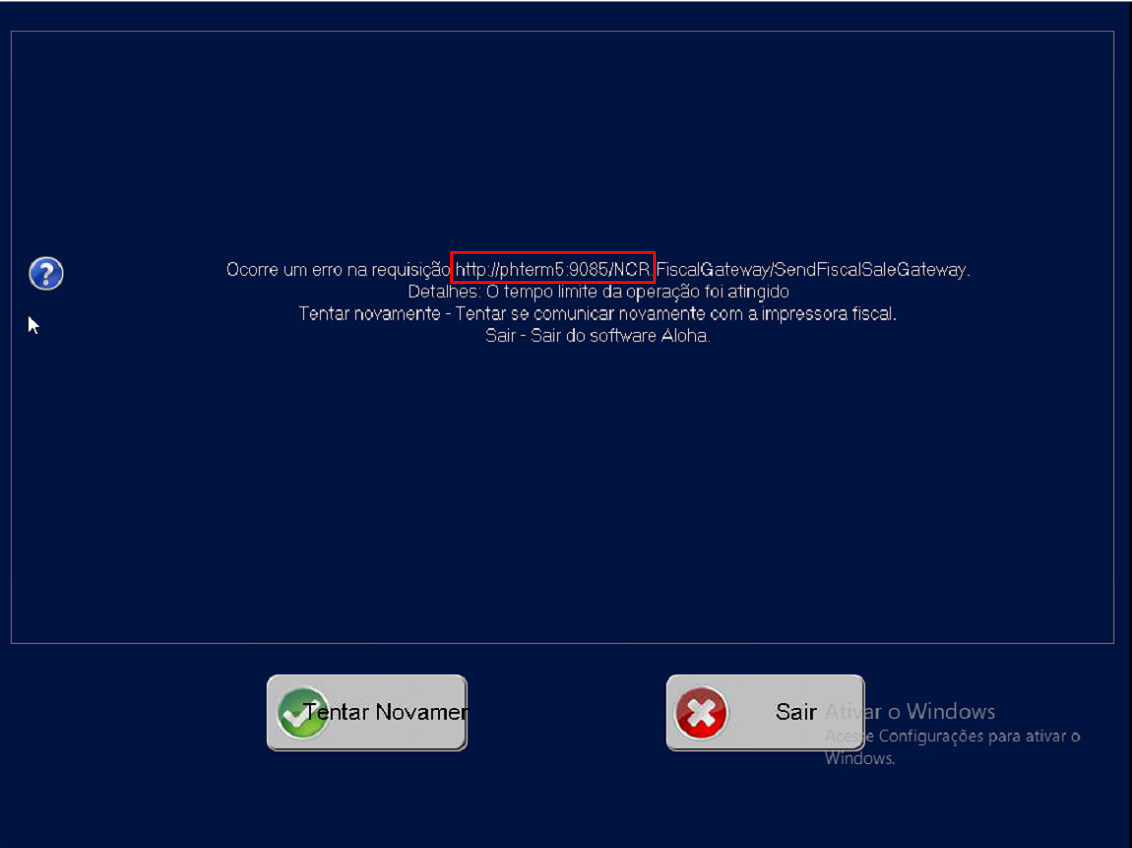 Ocorre um erro na requisição http://phterm5:9085/NCR.FiscalGateway/SendFiscalSaleGateway.
Detalhes: O tempo limite da operação foi atingido
Tentar novamente - Tentar se comunicar novamente com a impressora fiscal.
Sair - Sair do software Aloha.
Tentar Novamer
Sair
Ativar o Windows
Acesse Configurações para ativar o
Windows.